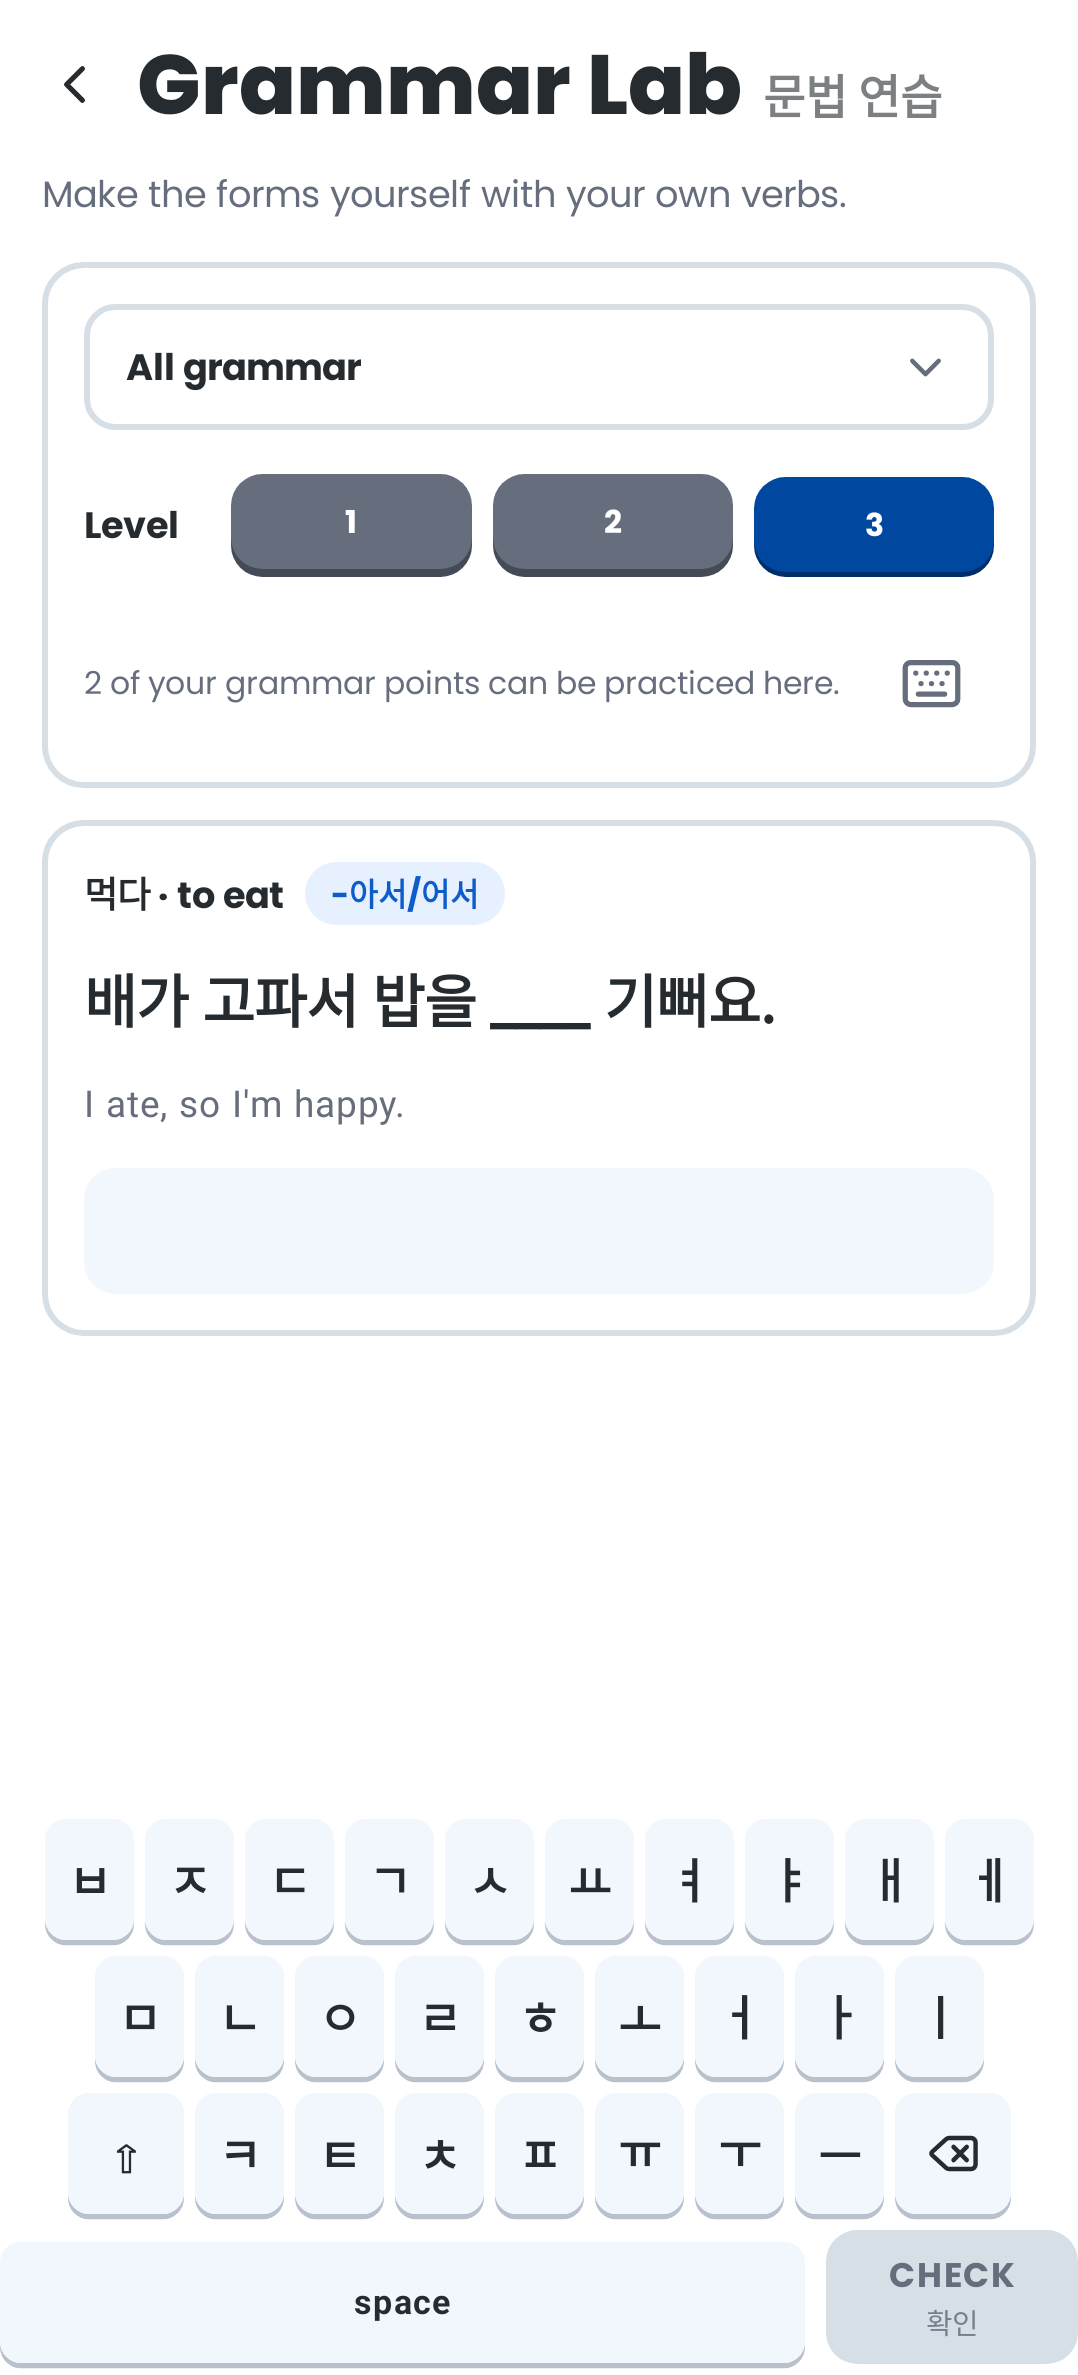 Grammar Lab 문법 연습
Make the forms yourself with your own verbs.
All grammar
Level 1 2 3
2 of your grammar points can be practiced here.
먹다 · to eat -아서/어서
배가 고파서 밥을 ____ 기뻐요.
I ate, so I'm happy.
ㅂ ㅈ ㄷ ㄱ ㅅ ㅛ ㅕ ㅑ ㅐ ㅔ
ㅁ ㄴ ㅇ ㄹ ㅎ ㅗ ㅓ ㅏ ㅣ
⇧ ㅋ ㅌ ㅊ ㅍ ㅠ ㅜ ㅡ
space CHECK
확인